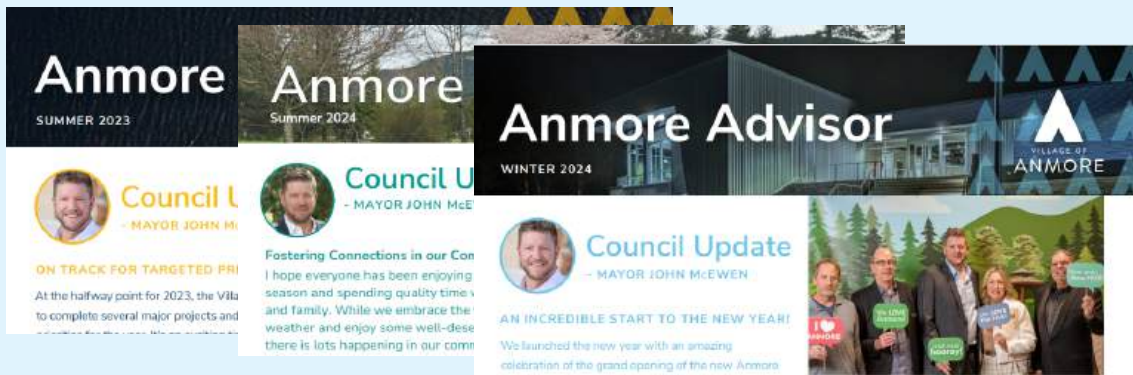 Anmore
SUMMER 2023
Council U
- MAYOR JOHN M
ON TRACK FOR TARGETED PR
At the halfway point for 2023, the Villa
to complete several major projects and
Anmore
Summer 2024
Council U
- MAYOR JOHN McE
Fostering Connections in our Con
I hope everyone has been enjoying
season and spending quality time
and family. While we embrace the
weather and enjoy some well-dese
there is lots happening in our comm
Anmore Advisor
WINTER 2024
VILLAGE OF
ANMORE
Council Update
- MAYOR JOHN McEWEN
AN INCREDIBLE START TO THE NEW YEAR!
We launched the new year with an amazing
celebration of the grand opening of the new Anmore
I
ANMORE
We LOVE
Anmore!
hooray!